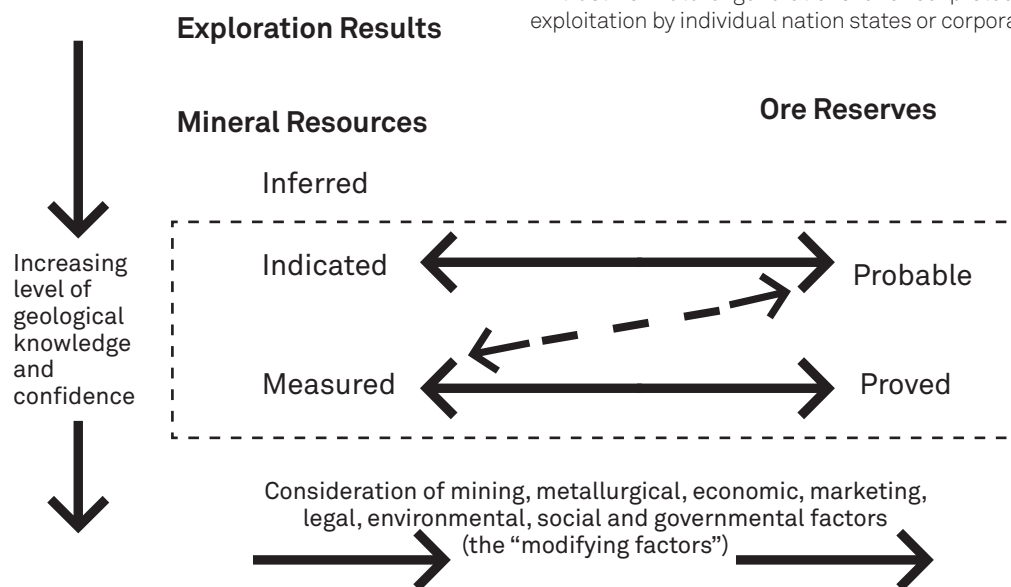 exploitation by individual nation states or corpora
Exploration Results
Ore Reserves
Mineral Resources
Inferred
Indicated
Probable
Measured
Proved
Increasing
level of
geological
knowledge
and
confidence
Consideration of mining, metallurgical, economic, marketing,
legal, environmental, social and governmental factors
(the “modifying factors”)